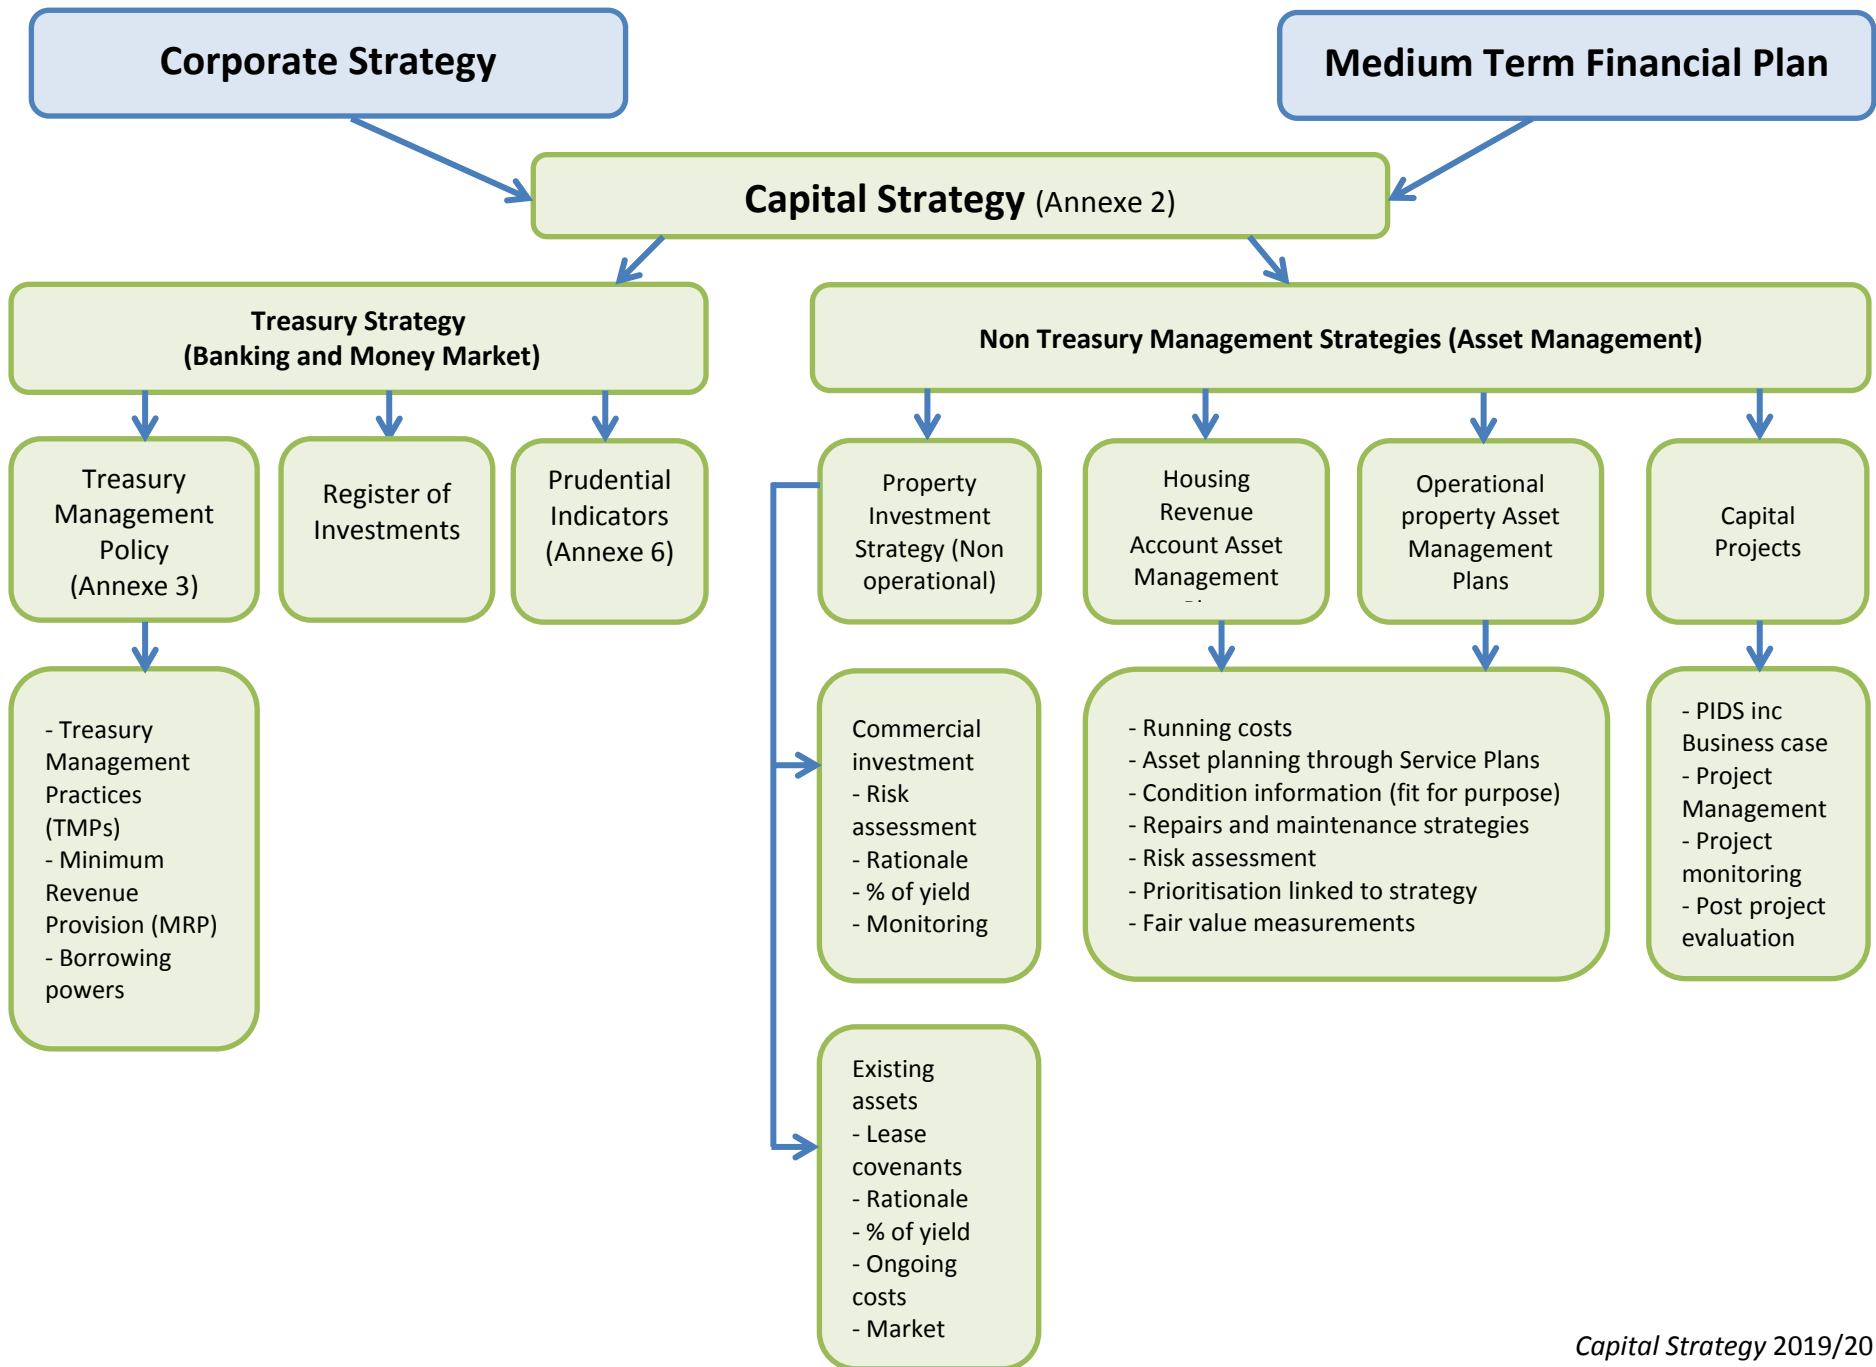 Corporate Strategy
Medium Term Financial Plan
Capital Strategy (Annexe 2)
Treasury Strategy
(Banking and Money Market)
Non Treasury Management Strategies (Asset Management)
Treasury
Management
Policy
(Annexe 3)
Register of
Investments
Prudential
Indicators
(Annexe 6)
Property
Investment
Strategy (Non
operational)
Housing
Revenue
Account Asset
Management
Operational
property Asset
Management
Plans
Capital
Projects
- Treasury
Management
Practices
(TMPs)
- Minimum
Revenue
Provision (MRP)
- Borrowing
powers
Commercial
investment
- Risk
assessment
- Rationale
- % of yield
- Monitoring
- Running costs
- Asset planning through Service Plans
- Condition information (fit for purpose)
- Repairs and maintenance strategies
- Risk assessment
- Prioritisation linked to strategy
- Fair value measurements
- PIDS inc
Business case
- Project
Management
- Project
monitoring
- Post project
evaluation
Existing
assets
- Lease
covenants
- Rationale
- % of yield
- Ongoing
costs
- Market
Capital Strategy 2019/20